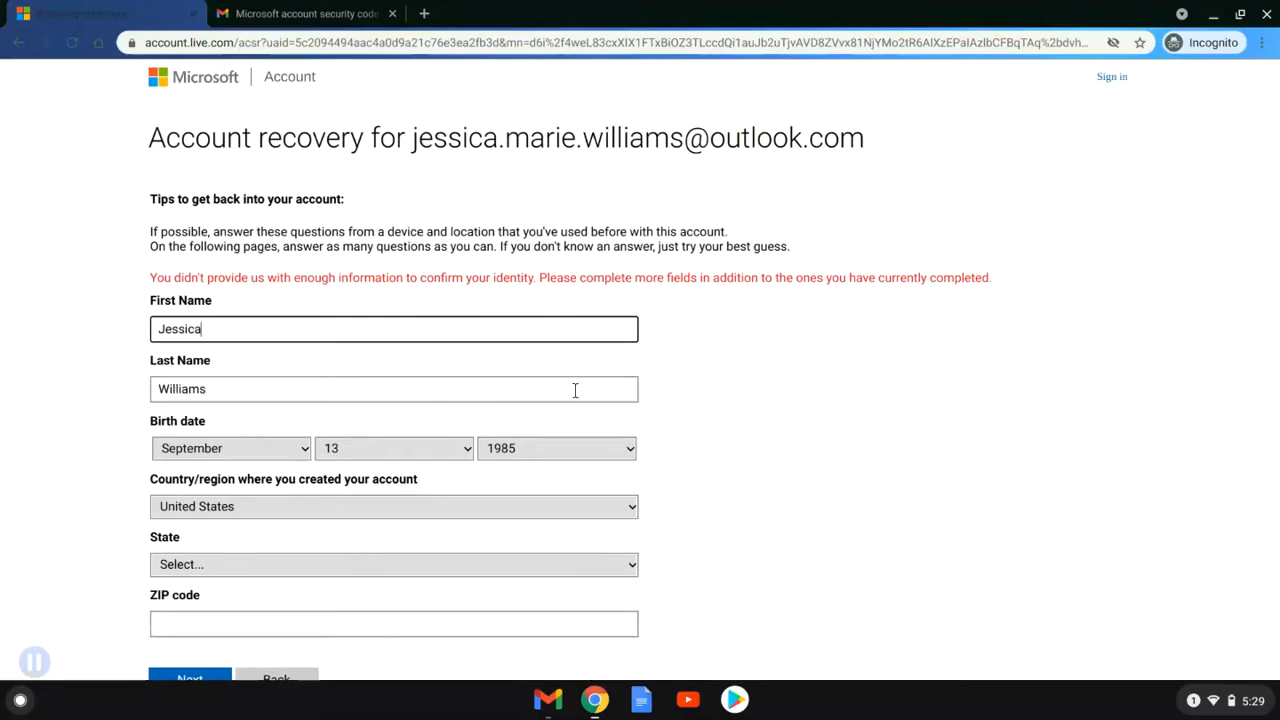 Microsoft account security code
account.live.com/acsr?uaid=5c2094494aac4a0d9a21c76e3ea2fb3d&mn=d6i%2f4weL83cxXIX1FTxBiOZ3TLccdQi1auJb2uTjvAVD8ZVvx81NjYMo2tR6AIXzEPaIAzlbCFBqTAq%2bdvh...
Incognito
Microsoft | Account
Sign in
Account recovery for jessica.marie.williams@outlook.com
Tips to get back into your account:
If possible, answer these questions from a device and location that you've used before with this account.
On the following pages, answer as many questions as you can. If you don't know an answer, just try your best guess.
You didn't provide us with enough information to confirm your identity. Please complete more fields in addition to the ones you have currently completed.
First Name
Jessica
Last Name
Williams
Birth date
September 13 1985
Country/region where you created your account
United States
State
Select...
ZIP code
Next Back
1 5:29